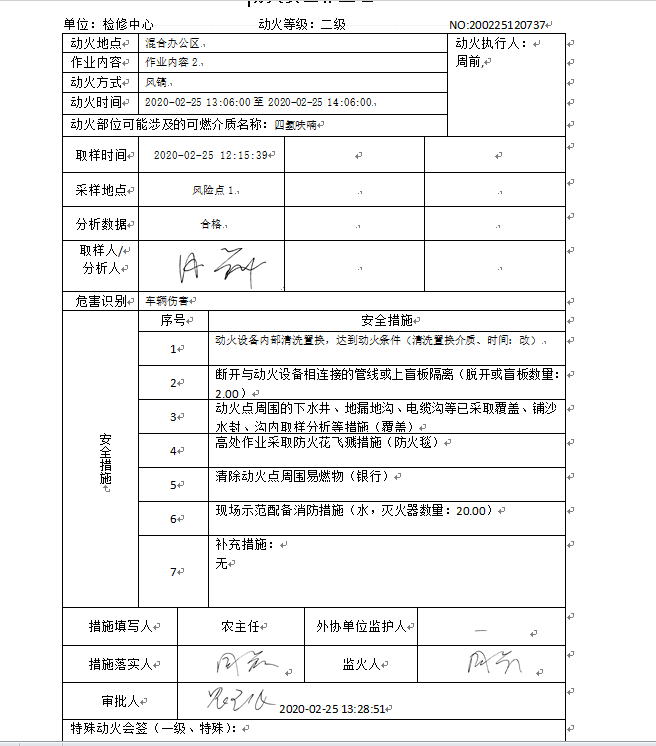 单位：检修中心 动火等级：二级 NO:200225120737
动火地点 混合办公区 动火执行人：
作业内容 作业内容2 周前,
动火方式 风镐
动火时间 2020-02-25 13:06:00 至 2020-02-25 14:06:00
动火部位可能涉及的可燃介质名称：四氢呋喃
取样时间 2020-02-25 12:15:39
采样地点 风险点1
分析数据 合格
取样人/
分析人
危害识别 车辆伤害
安全措施
序号 安全措施
1 动火设备内部清洗置换，达到动火条件（清洗置换介质、时间：改）
2 断开与动火设备相连接的管线或上盲板隔离（脱开或盲板数量：
2.00）
3 动火点周围的下水井、地漏地沟、电缆沟等已采取覆盖、铺沙
水封、沟内取样分析等措施（覆盖）
4 高处作业采取防火花飞溅措施（防火毯）
5 清除动火点周围易燃物（银行）
6 现场示范配备消防措施（水，灭火器数量：20.00）
7 补充措施：
无
措施填写人 农主任 外协单位监护人
措施落实人 监火人
审批人 2020-02-25 13:28:51
特殊动火会签（一级、特殊）：